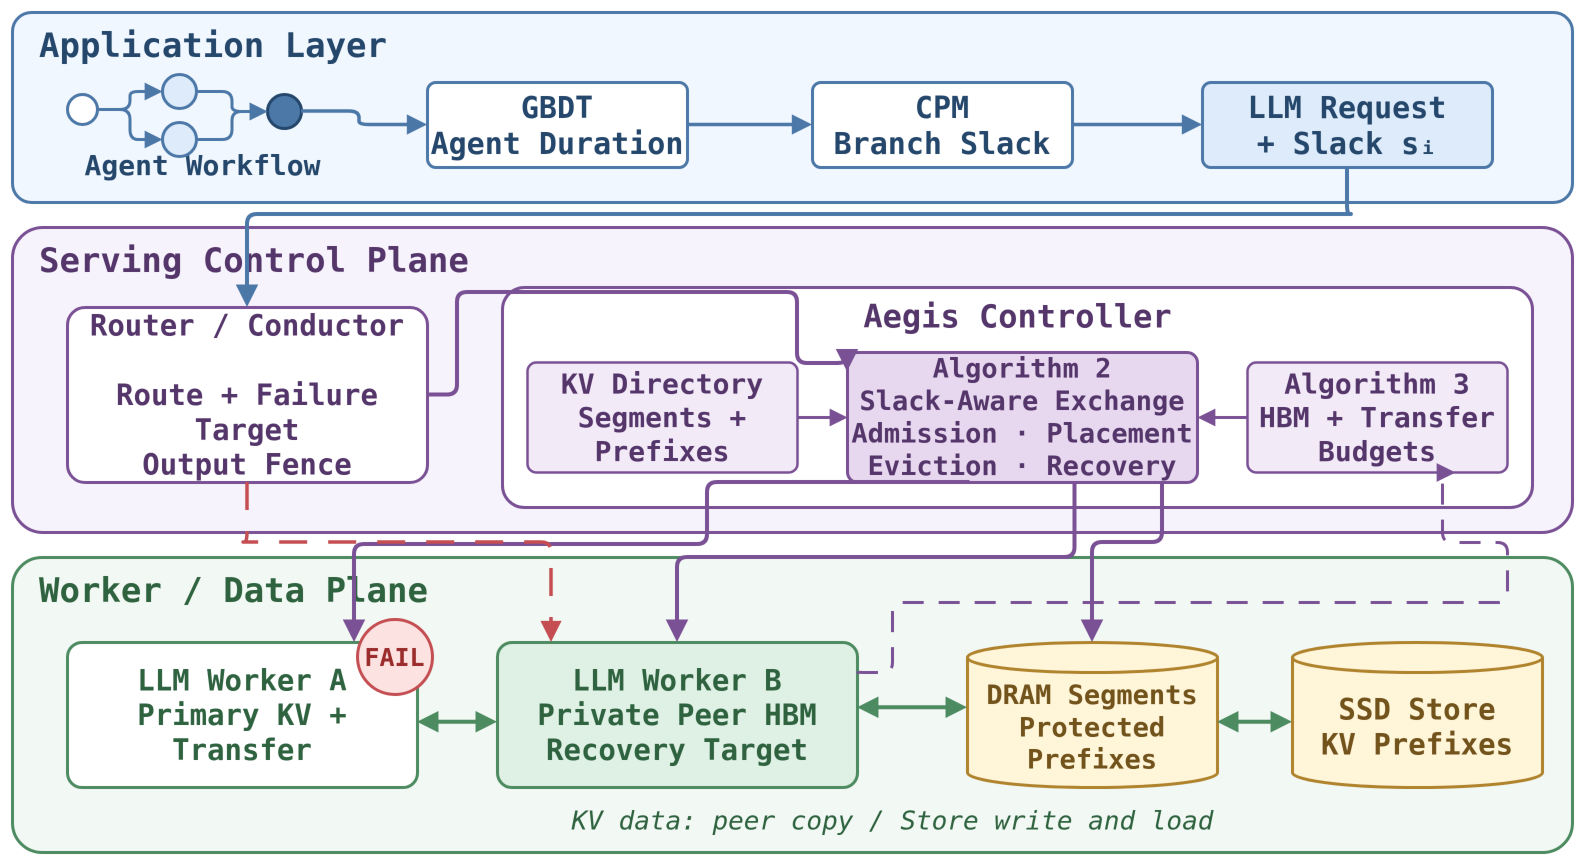 Application Layer
Agent Workflow
GBDT
Agent Duration
CPM
Branch Slack
LLM Request
+ Slack sᵢ
Serving Control Plane
Router / Conductor
Route + Failure
Target
Output Fence
Aegis Controller
KV Directory
Segments +
Prefixes
Algorithm 2
Slack-Aware Exchange
Admission · Placement
Eviction · Recovery
Algorithm 3
HBM + Transfer
Budgets
Worker / Data Plane
LLM Worker A
Primary KV +
Transfer
FAIL
LLM Worker B
Private Peer HBM
Recovery Target
DRAM Segments
Protected
Prefixes
SSD Store
KV Prefixes
KV data: peer copy / Store write and load